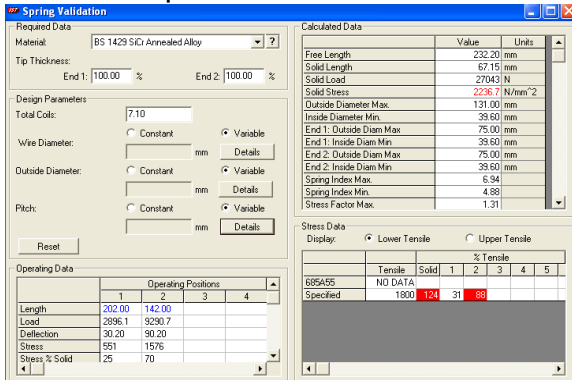 Spring Validation
Required Data
Material: BS 1429 SiCr Annealed Alloy ?
Tip Thickness:
End 1: 100.00 % End 2: 100.00 %
Design Parameters
Total Coils: 7.10
Constant Variable
Wire Diameter: mm Details
Constant Variable
Outside Diameter:
mm Details
Pitch: Constant Variable
mm Details
Reset
Operating Data
Operating Positions
1 2 3 4
Length 202.00 142.00
Load 2896.1 9290.7
Deflection 30.20 90.20
Stress 551 1576
Stress % Solid 25 70
Calculated Data
Value Units
Free Length 232.20 mm
Solid Length 67.15 mm
Solid Load 27043 N
Solid Stress 2236.7 N/mm^2
Outside Diameter Max. 131.00 mm
Inside Diameter Min. 39.60 mm
End 1: Outside Diam Max 75.00 mm
End 1: Inside Diam Min 39.60 mm
End 2: Outside Diam Max 75.00 mm
End 2: Inside Diam Min 39.60 mm
Spring Index Max. 6.94
Spring Index Min. 4.88
Stress Factor Max. 1.31
Stress Data
Display: Lower Tensile Upper Tensile
% Tensile
Tensile Solid 1 2 3 4 5
685A55 NO DATA
Specified 1800 124 31 88